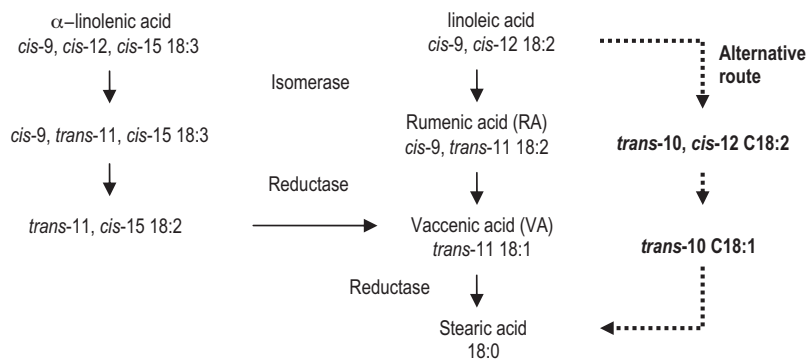 α–linolenic acid
cis-9, cis-12, cis-15 18:3
linoleic acid
cis-9, cis-12 18:2
Alternative
route
Isomerase
cis-9, trans-11, cis-15 18:3
Rumenic acid (RA)
cis-9, trans-11 18:2
trans-10, cis-12 C18:2
Reductase
trans-11, cis-15 18:2
Vaccenic acid (VA)
trans-11 18:1
trans-10 C18:1
Reductase
Stearic acid
18:0